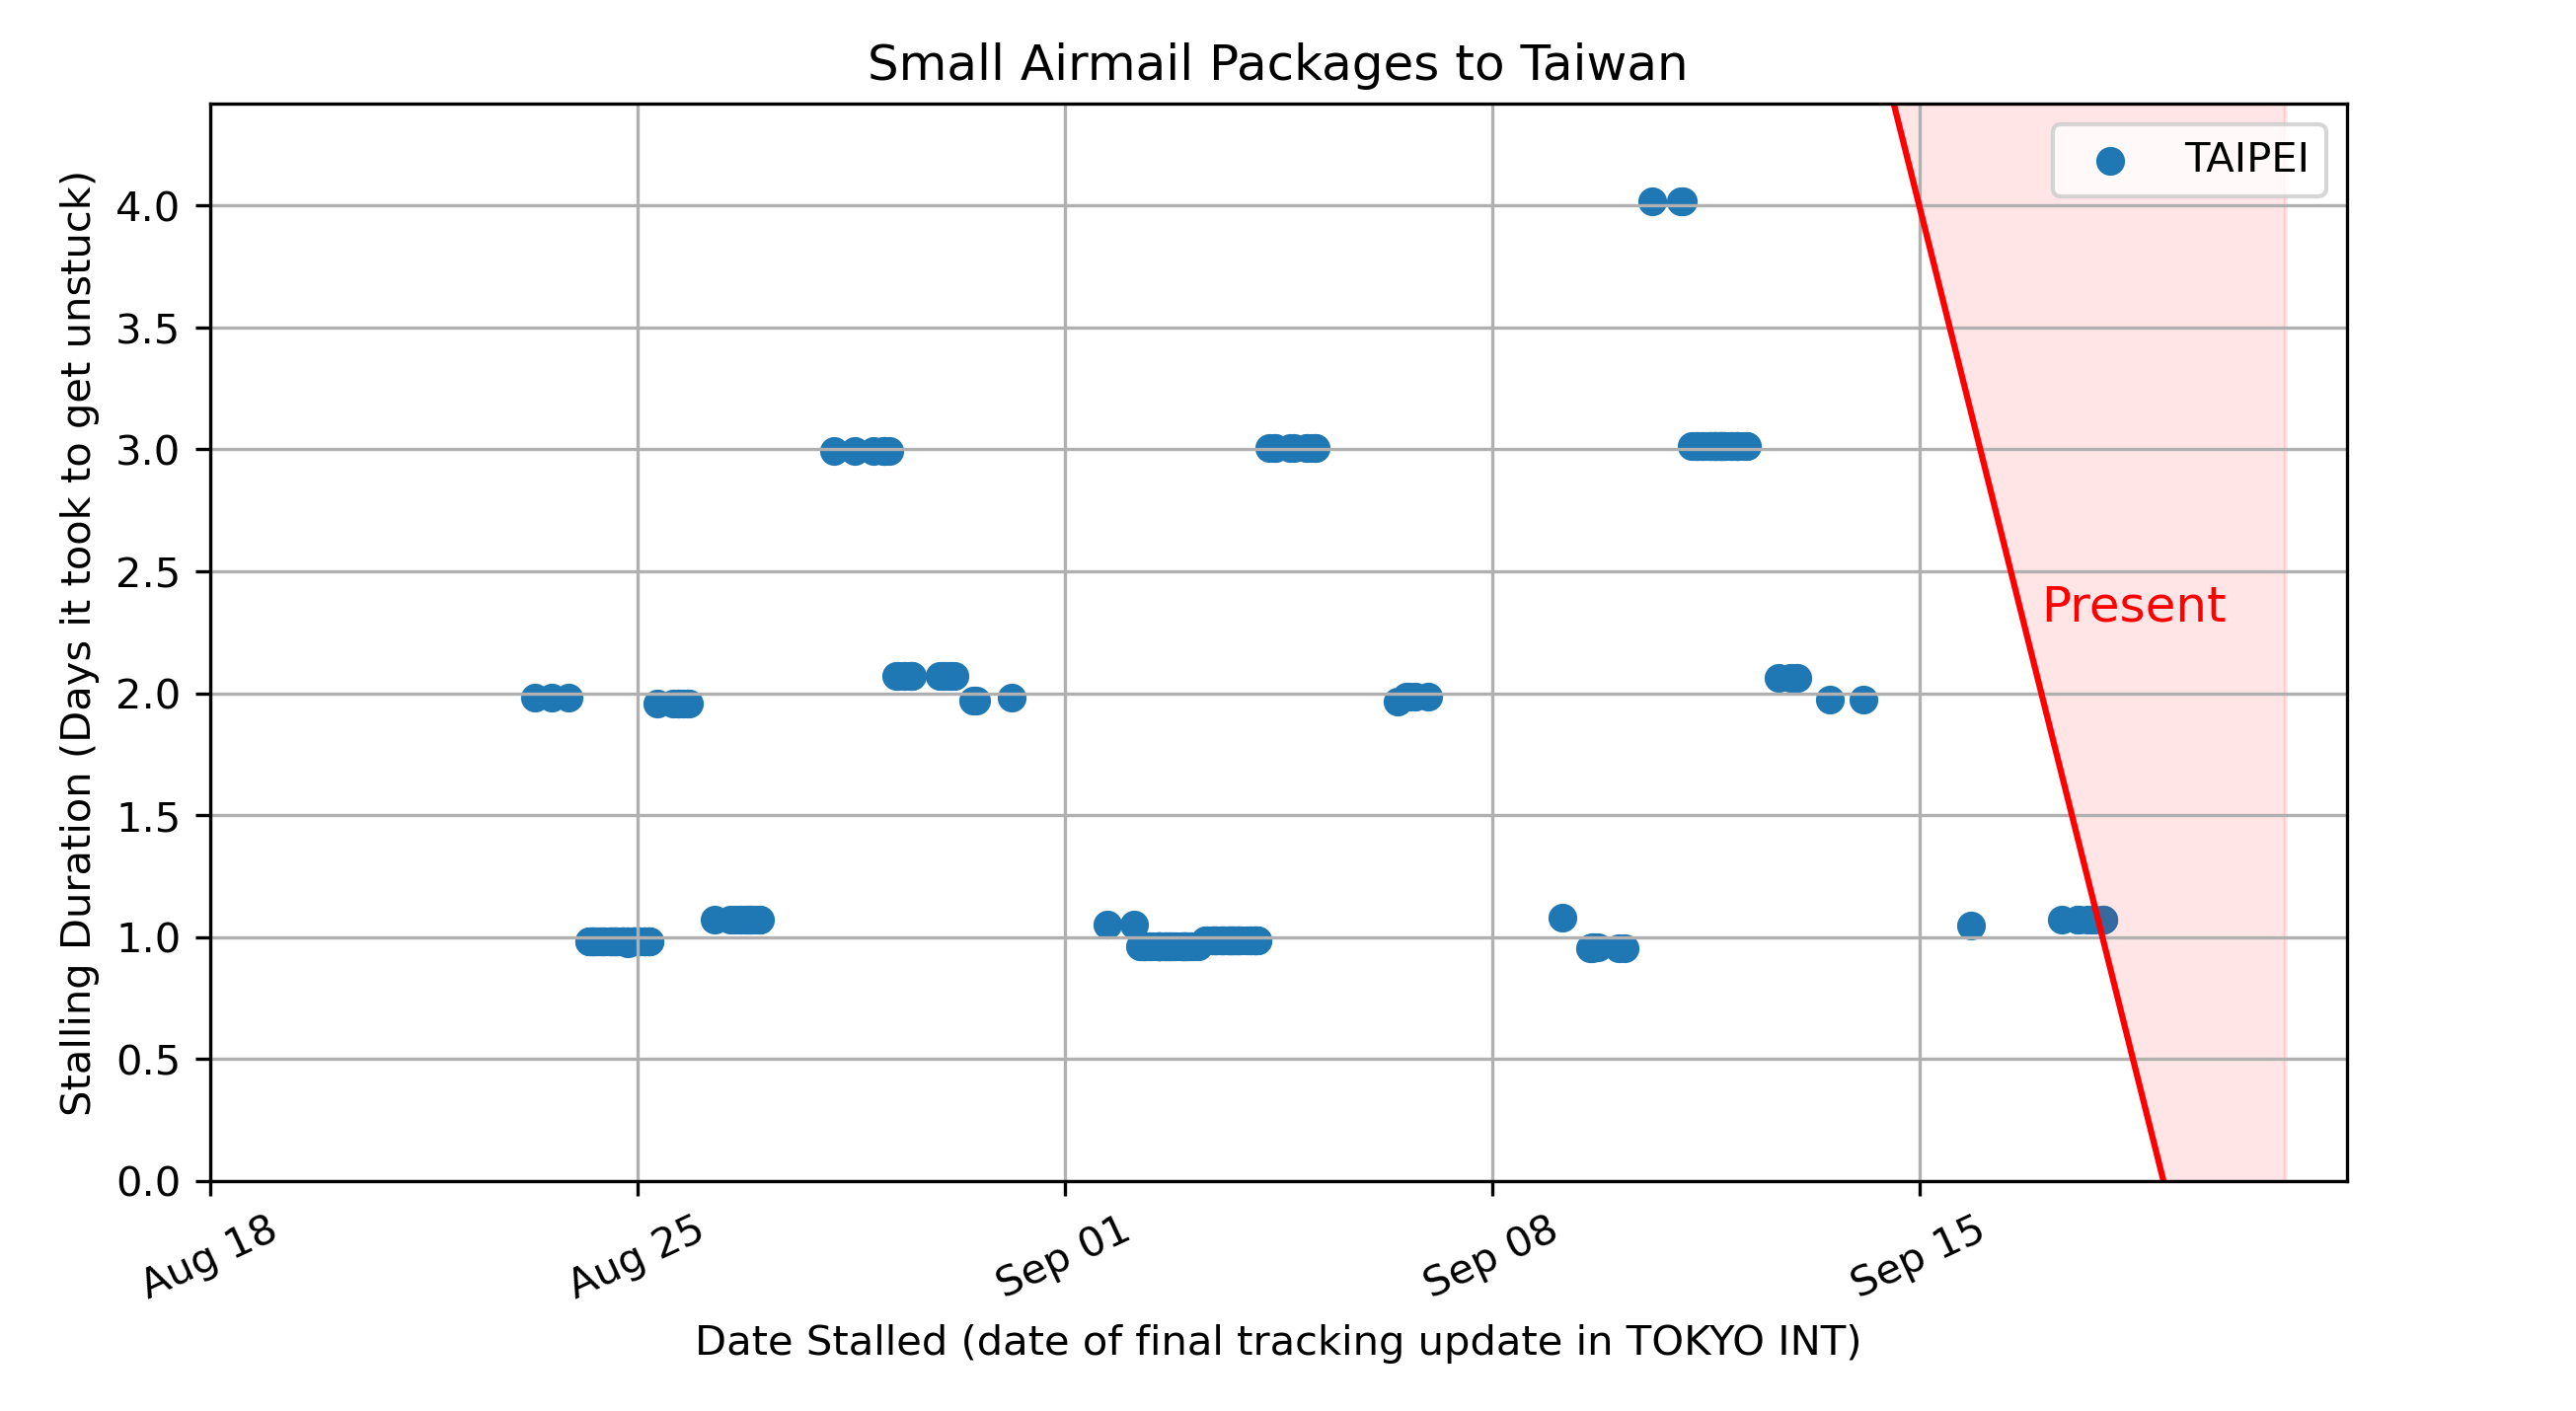 Small Airmail Packages to Taiwan
TAIPEI
Stalling Duration (Days it took to get unstuck)
4.0
3.5
3.0
2.5
2.0
1.5
1.0
0.5
0.0
Present
Aug 18
Aug 25
Sep 01
Sep 08
Sep 15
Date Stalled (date of final tracking update in TOKYO INT)